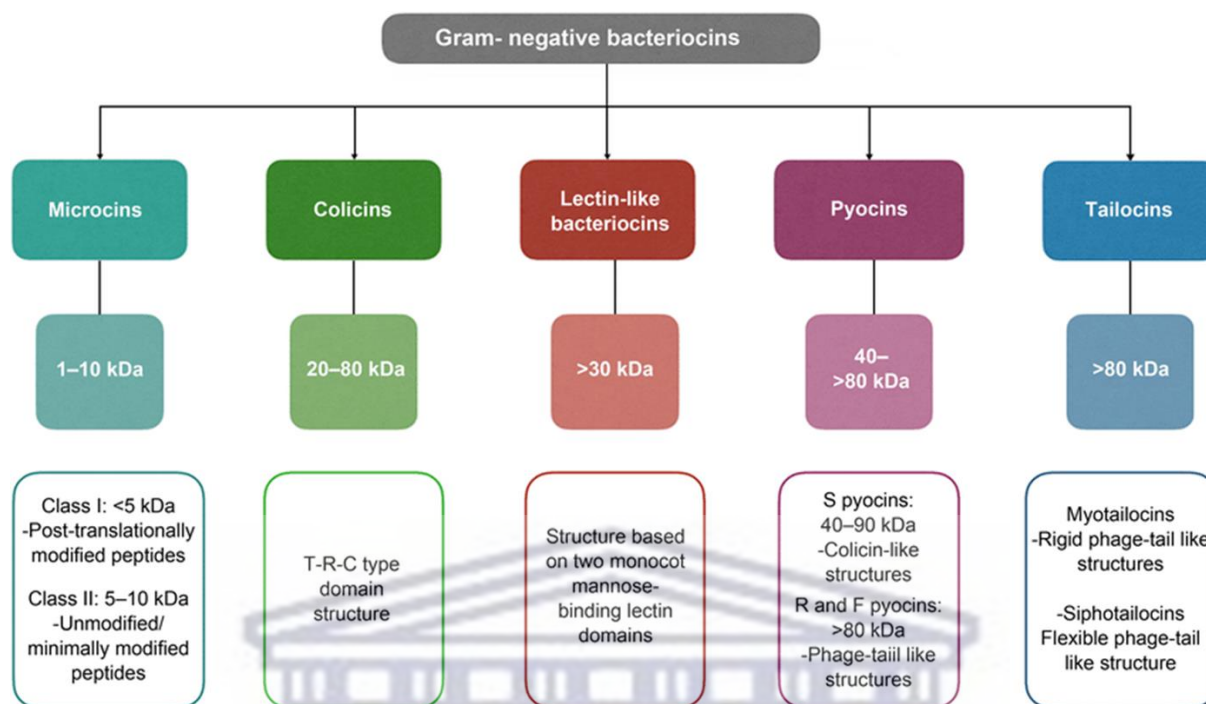 Gram- negative bacteriocins
Microcins
Colicins
Lectin-like
bacteriocins
Pyocins
Tailocins
1–10 kDa
20–80 kDa
>30 kDa
40–
>80 kDa
>80 kDa
Class I: <5 kDa
-Post-translationally
modified peptides
Class II: 5–10 kDa
-Unmodified/
minimally modified
peptides
T-R-C type
domain
structure
Structure based
on two monocot
mannose-
binding lectin
domains
S pyocins:
40–90 kDa
-Colicin-like
structures
R and F pyocins:
>80 kDa
-Phage-taiil like
structures
Myotailocins
-Rigid phage-tail like
structures
-Siphotailocins
Flexible phage-tail
like structure